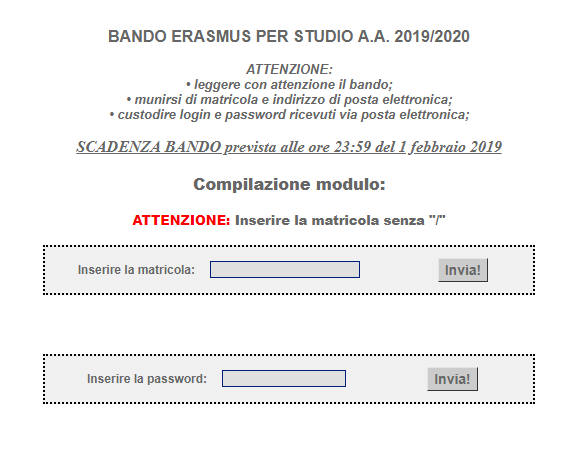 BANDO ERASMUS PER STUDIO A.A. 2019/2020
ATTENZIONE:
• leggere con attenzione il bando;
• munirsi di matricola e indirizzo di posta elettronica;
• custodire login e password ricevuti via posta elettronica;
SCADENZA BANDO prevista alle ore 23:59 del 1 febbraio 2019
Compilazione modulo:
ATTENZIONE: Inserire la matricola senza "/"
Inserire la matricola: Invia!
Inserire la password: Invia!